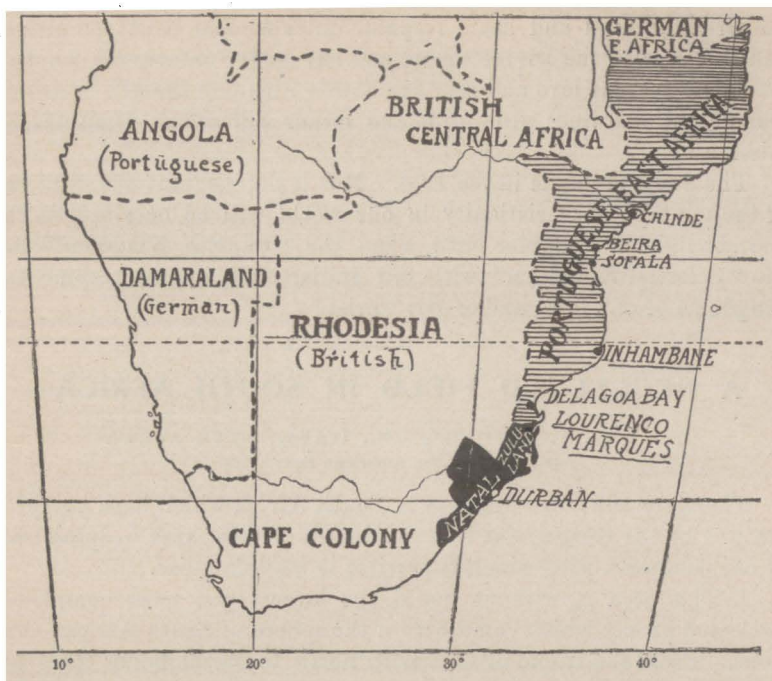 GERMAN
E. AFRICA
BRITISH
CENTRAL AFRICA
ANGOLA
(Portüguese)
PORTUGUESE EAST AFRICA
CHINDE
BEIRA
SOFALA
DAMARALAND
(German)
RHODESIA
(British)
INHAMBANE
DELAGOA BAY
LOURENCO
MARQUES
ZULU
LAND
NATAL
DURBAN
CAPE COLONY
10°
20°
30°
40°